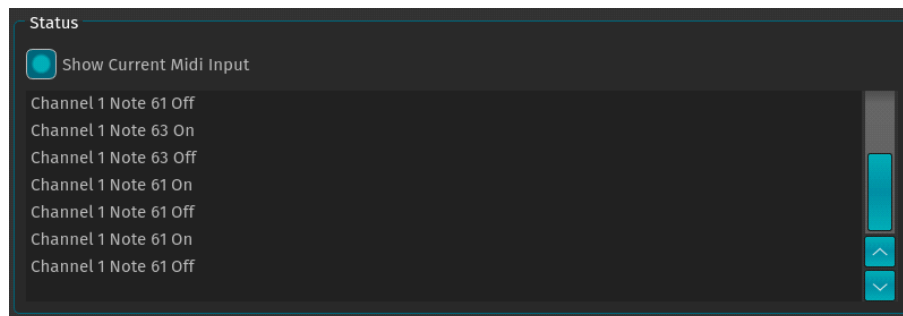 Status
Show Current Midi Input
Channel 1 Note 61 Off
Channel 1 Note 63 On
Channel 1 Note 63 Off
Channel 1 Note 61 On
Channel 1 Note 61 Off
Channel 1 Note 61 On
Channel 1 Note 61 Off